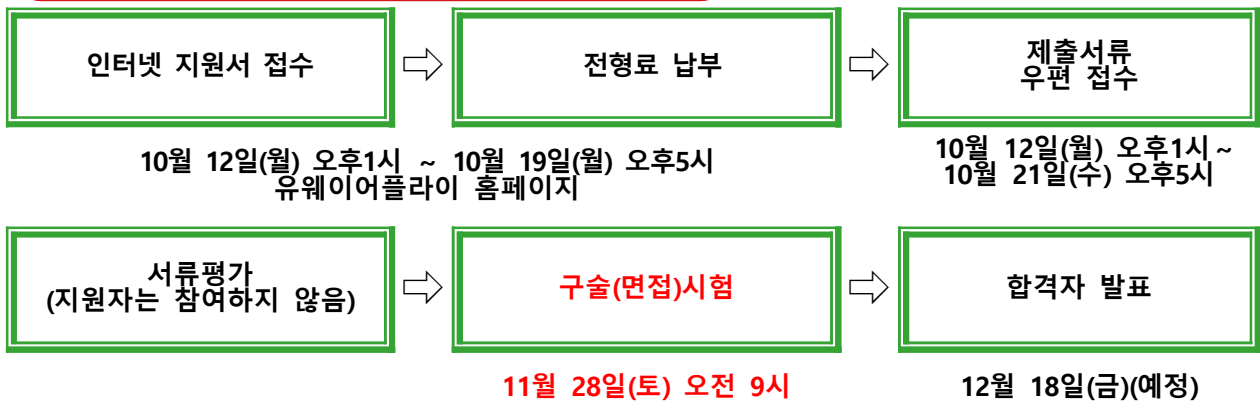 인터넷 지원서 접수
전형료 납부
제출서류
우편 접수
10월 12일(월) 오후1시 ~ 10월 19일(월) 오후5시
유웨이어플라이 홈페이지
10월 12일(월) 오후1시~
10월 21일(수) 오후5시
서류평가
(지원자는 참여하지 않음)
구술(면접)시험
합격자 발표
11월 28일(토) 오전 9시
12월 18일(금)(예정)